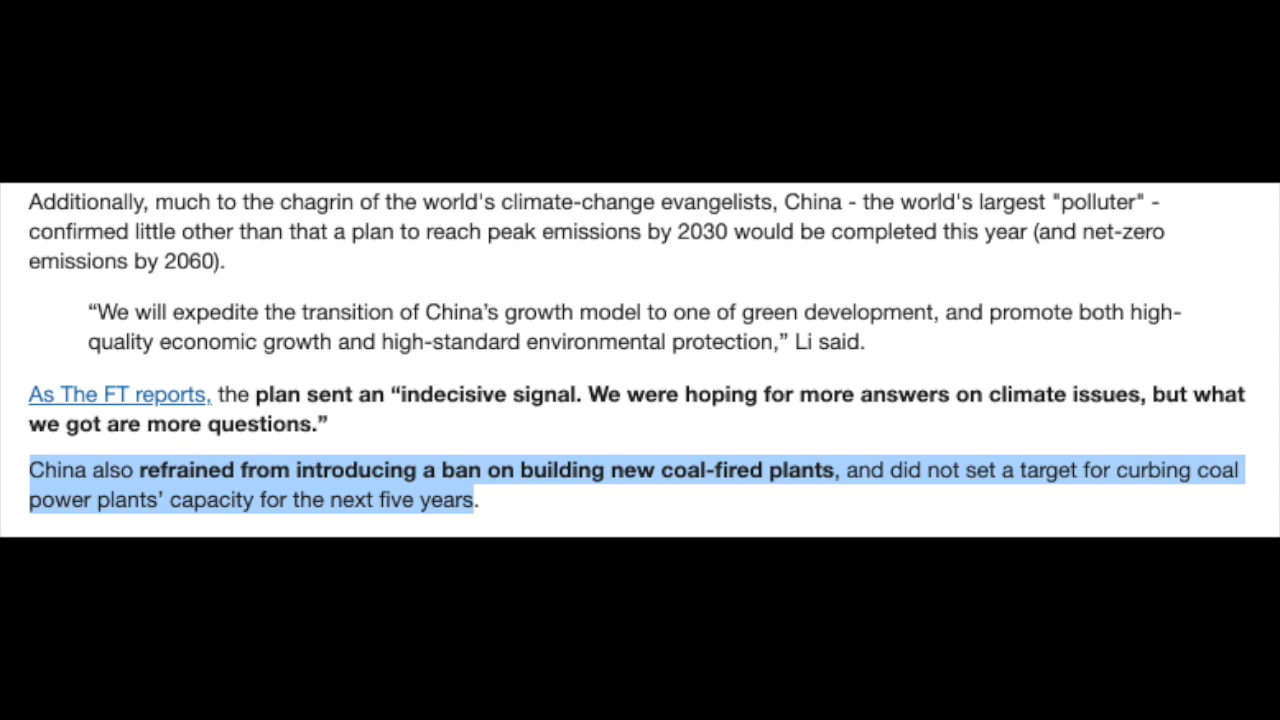 Additionally, much to the chagrin of the world's climate-change evangelists, China - the world's largest "polluter" -
confirmed little other than that a plan to reach peak emissions by 2030 would be completed this year (and net-zero
emissions by 2060).
“We will expedite the transition of China’s growth model to one of green development, and promote both high-
quality economic growth and high-standard environmental protection,” Li said.
As The FT reports, the plan sent an “indecisive signal. We were hoping for more answers on climate issues, but what
we got are more questions.”
China also refrained from introducing a ban on building new coal-fired plants, and did not set a target for curbing coal
power plants’ capacity for the next five years.